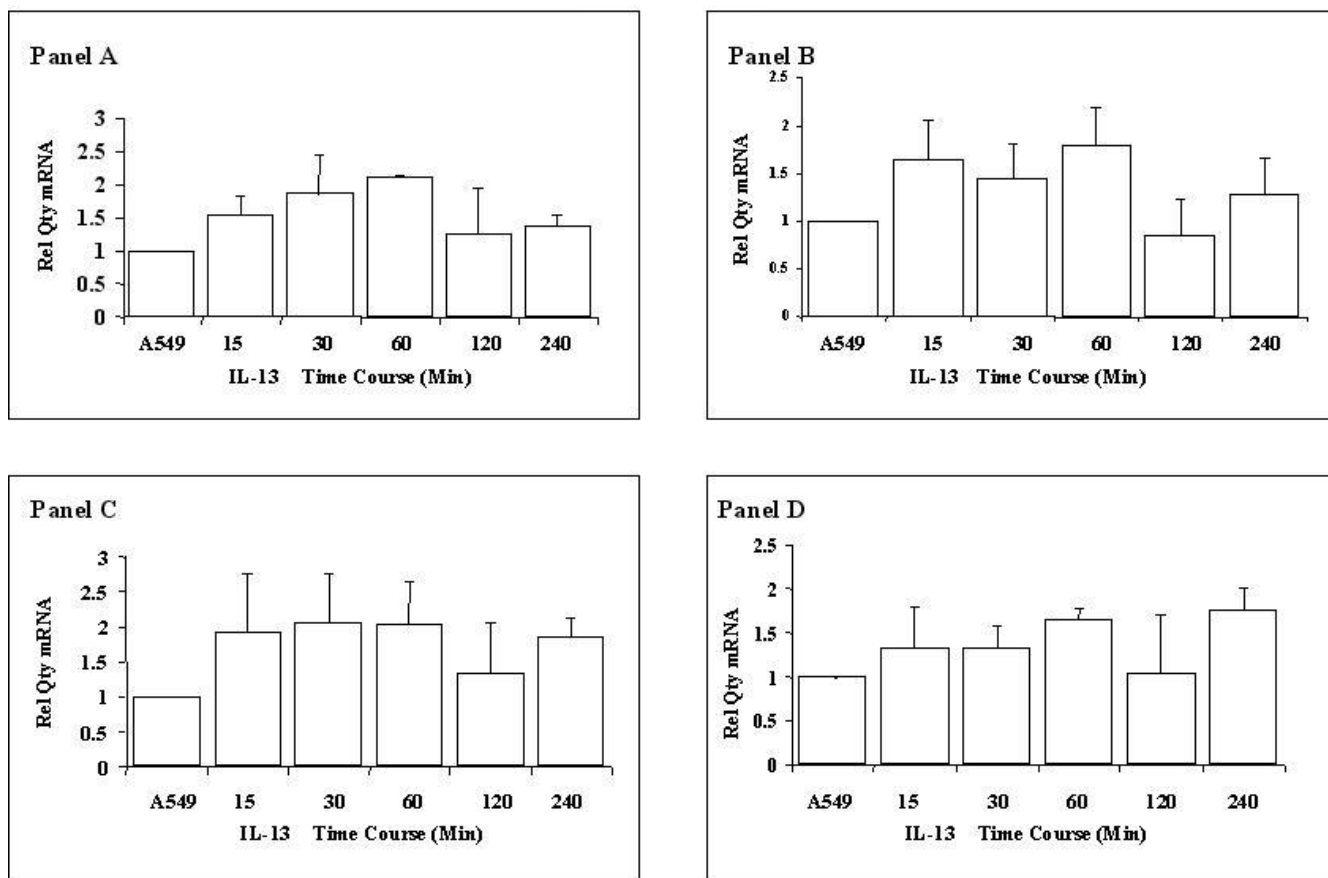 Panel A
3
2.5
2
1.5
1
0.5
0
Rel Qty mRNA
A549 15 30 60 120 240
IL-13 Time Course (Min)
Panel B
2.5
2
1.5
1
0.5
0
Rel Qty mRNA
A549 15 30 60 120 240
IL-13 Time Course (Min)
Panel C
3
2.5
2
1.5
1
0.5
0
Rel Qty mRNA
A549 15 30 60 120 240
IL-13 Time Course (Min)
Panel D
2.5
2
1.5
1
0.5
0
Rel Qty mRNA
A549 15 30 60 120 240
IL-13 Time Course (Min)